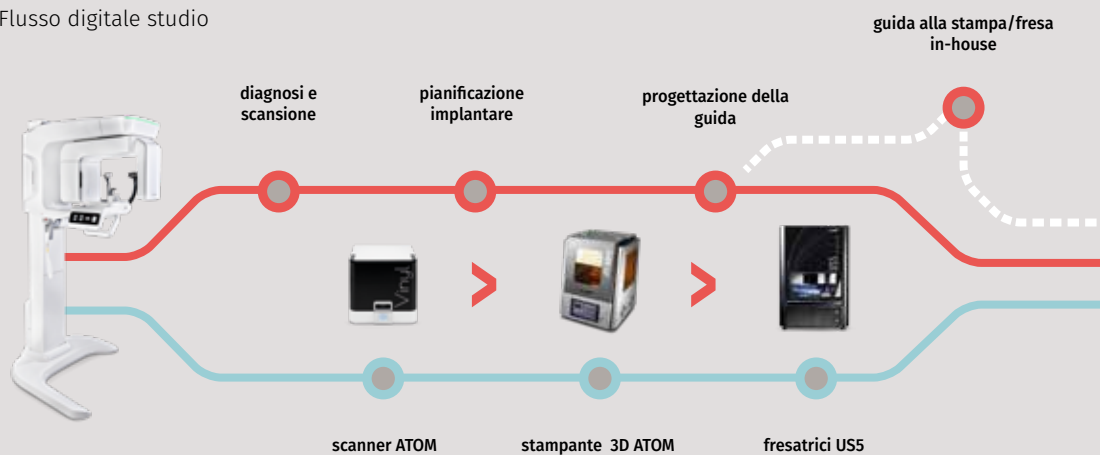 Flusso digitale studio
guida alla stampa/fresa
in-house
diagnosi e
scansione
pianificazione
implantare
progettazione della
guida
Vinyl
scanner ATOM
stampante 3D ATOM
fresatrici US5